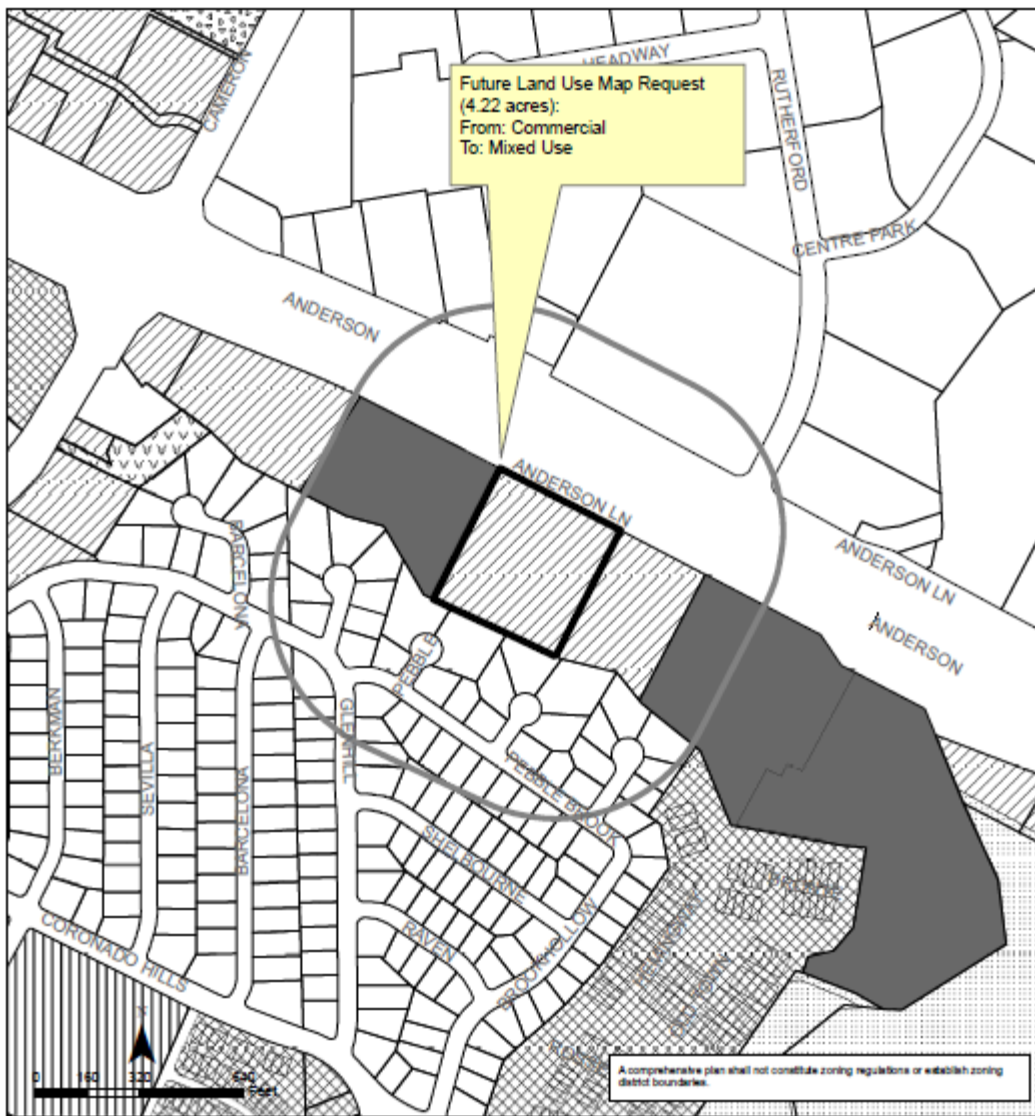 HEADWAY
CAMERON
Future Land Use Map Request
(4.22 acres):
From: Commercial
To: Mixed Use
RUTHERFORD
CENTRE PARK
ANDERSON
ANDERSON LN
ANDERSON LN
ANDERSON
BARCELONA
PEBBLE
BERKMAN
SEVILLA
BARCELONA
GLENHILL
PEBBLE BROOK
SHELBOURNE
RAVEN
BROOKHOLLOW
CORONADO HILLS
N
0 160 320 640
Feet
A comprehensive plan shall not constitute zoning regulations or establish zoning
district boundaries.